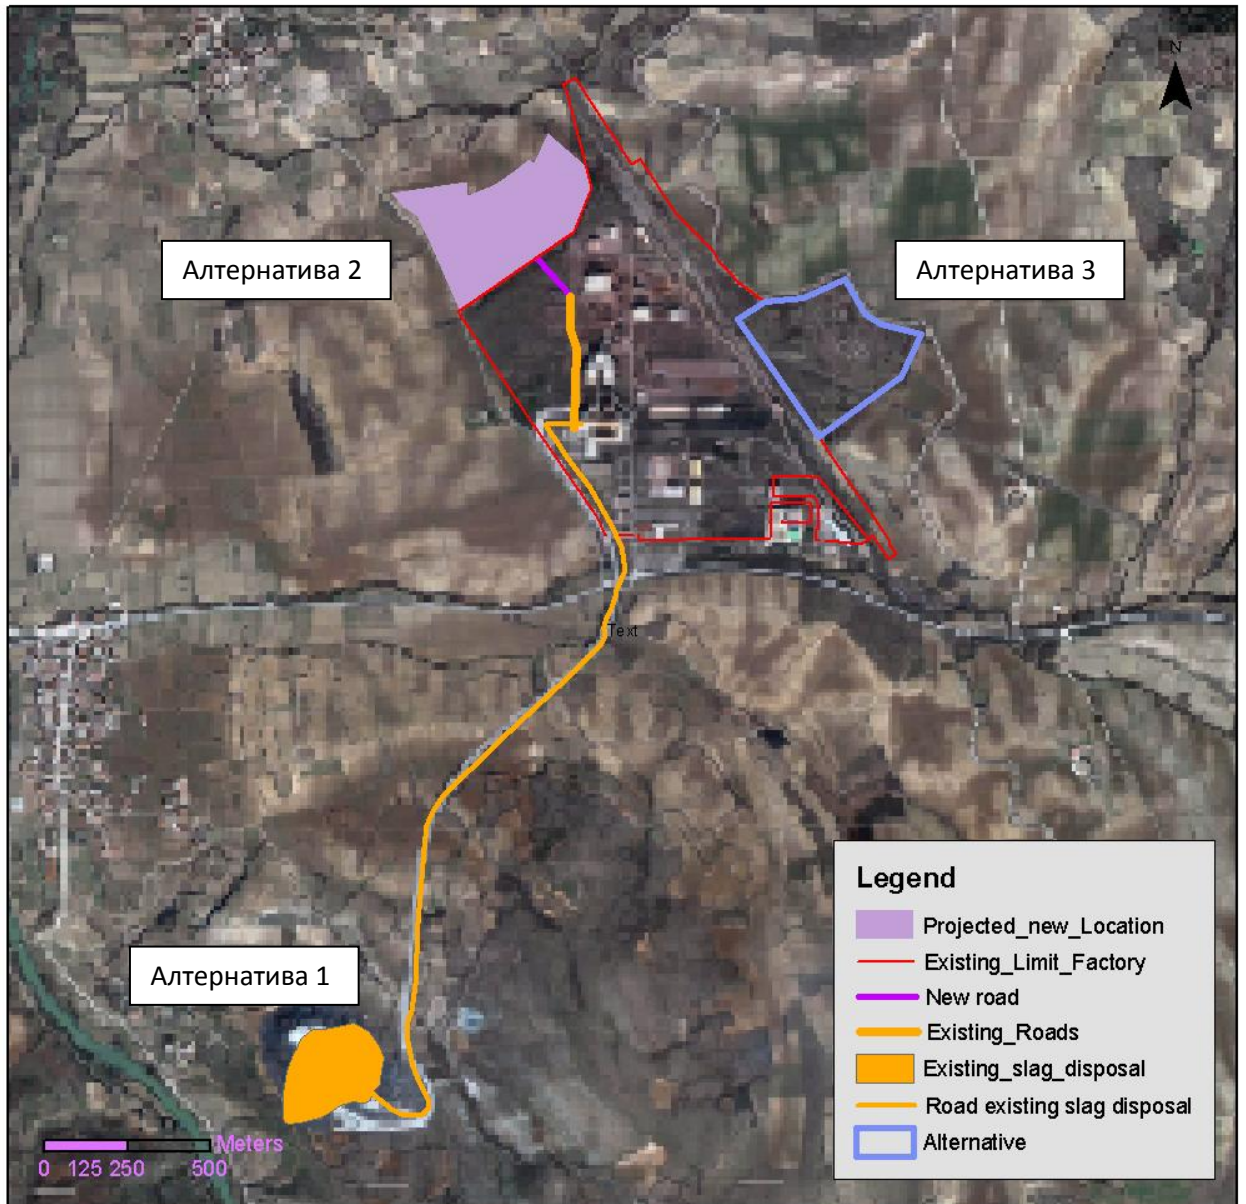 N
Алтернатива 2
Алтернатива 3
Text
Алтернатива 1
Legend
Projected_new_Location
Existing_Limit_Factory
New road
Existing_Roads
Existing_slag_disposal
Road existing slag disposal
Alternative
Meters
0 125 250 500